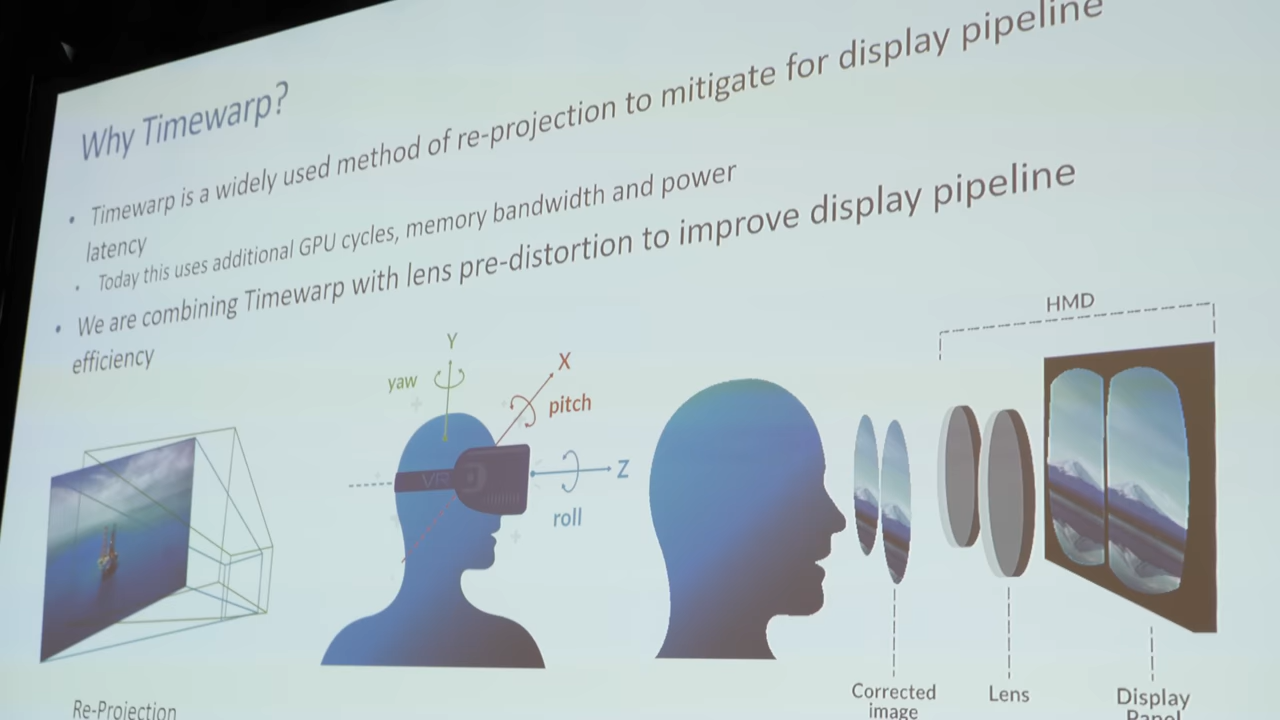 Why Timewarp?
• Timewarp is a widely used method of re-projection to mitigate for display pipeline
latency
• Today this uses additional GPU cycles, memory bandwidth and power
• We are combining Timewarp with lens pre-distortion to improve display pipeline
efficiency
HMD
Y
yaw
X
pitch
VR
Z
roll
Re-Projection
Corrected
image
Lens
Display
Panel